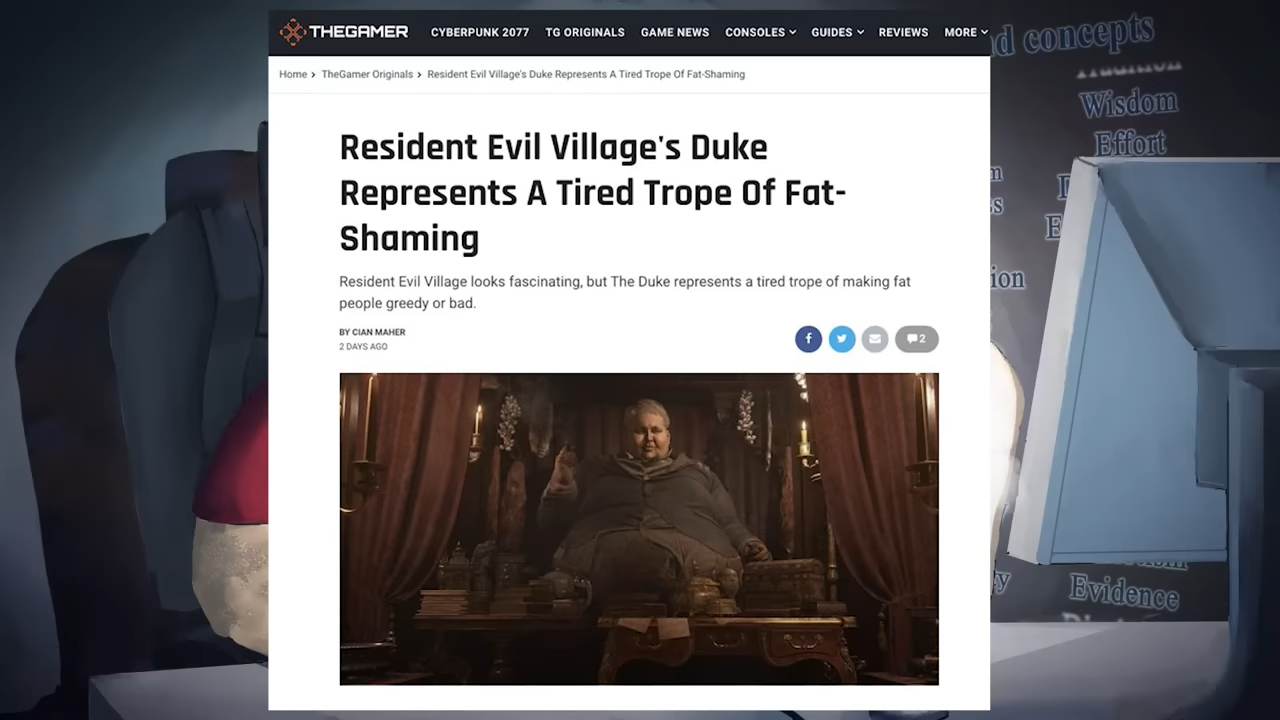 THEGAMER CYBERPUNK 2077 TG ORIGINALS GAME NEWS CONSOLES GUIDES REVIEWS MORE
Home > TheGamer Originals > Resident Evil Village's Duke Represents A Tired Trope Of Fat-Shaming
Resident Evil Village's Duke
Represents A Tired Trope Of Fat-
Shaming
Resident Evil Village looks fascinating, but The Duke represents a tired trope of making fat
people greedy or bad.
BY CIAN MAHER
2 DAYS AGO
2
concepts
Tradition
Wisdom
Effort
Evidence